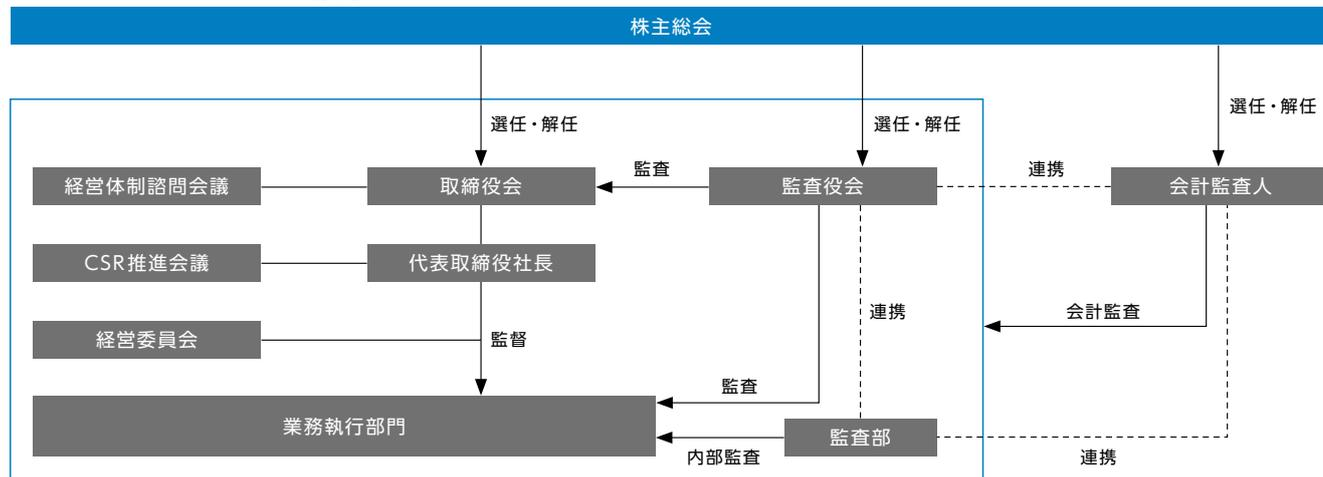 株主総会
選任・解任
選任・解任
選任・解任
経営体制諮問会議
取締役会
監査
監査役会
連携
会計監査人
CSR推進会議
代表取締役社長
連携
会計監査
経営委員会
監督
監査
業務執行部門
監査部
内部監査
連携